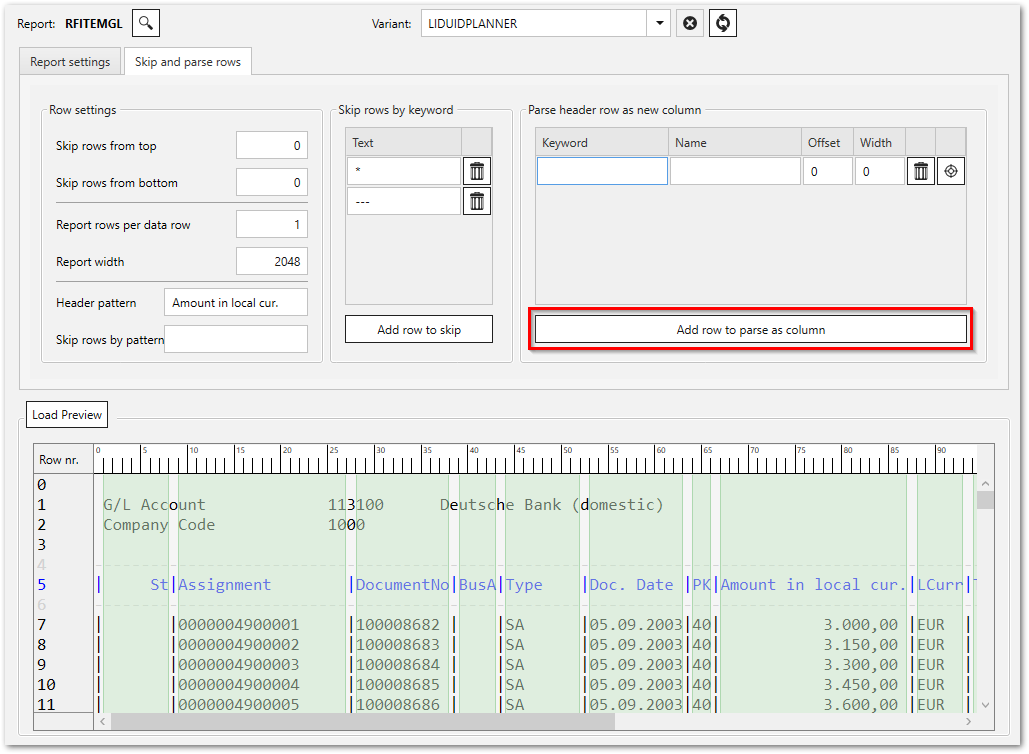 Report: RFITEMGL Variant: LIDUIDPLANNER
Report settings Skip and parse rows
Row settings
Skip rows from top 0
Skip rows from bottom 0
Report rows per data row 1
Report width 2048
Header pattern Amount in local cur.
Skip rows by pattern
Skip rows by keyword
Text
*
---
Add row to skip
Parse header row as new column
Keyword Name Offset Width
0 0
Add row to parse as column
Load Preview
Row nr. 0 5 10 15 20 25 30 35 40 45 50 55 60 65 70 75 80 85 90
0
1 G/L Account 113100 Deutsche Bank (domestic)
2 Company Code 1000
3
4
5 | St|Assignment |DocumentNo|BusA|Type |Doc. Date |PK|Amount in local cur.|LCurr|
6
7 | |0000004900001 |100008682 | |SA |05.09.2003|40| 3.000,00 |EUR |
8 | |0000004900002 |100008683 | |SA |05.09.2003|40| 3.150,00 |EUR |
9 | |0000004900003 |100008684 | |SA |05.09.2003|40| 3.300,00 |EUR |
10 | |0000004900004 |100008685 | |SA |05.09.2003|40| 3.450,00 |EUR |
11 | |0000004900005 |100008686 | |SA |05.09.2003|40| 3.600,00 |EUR |